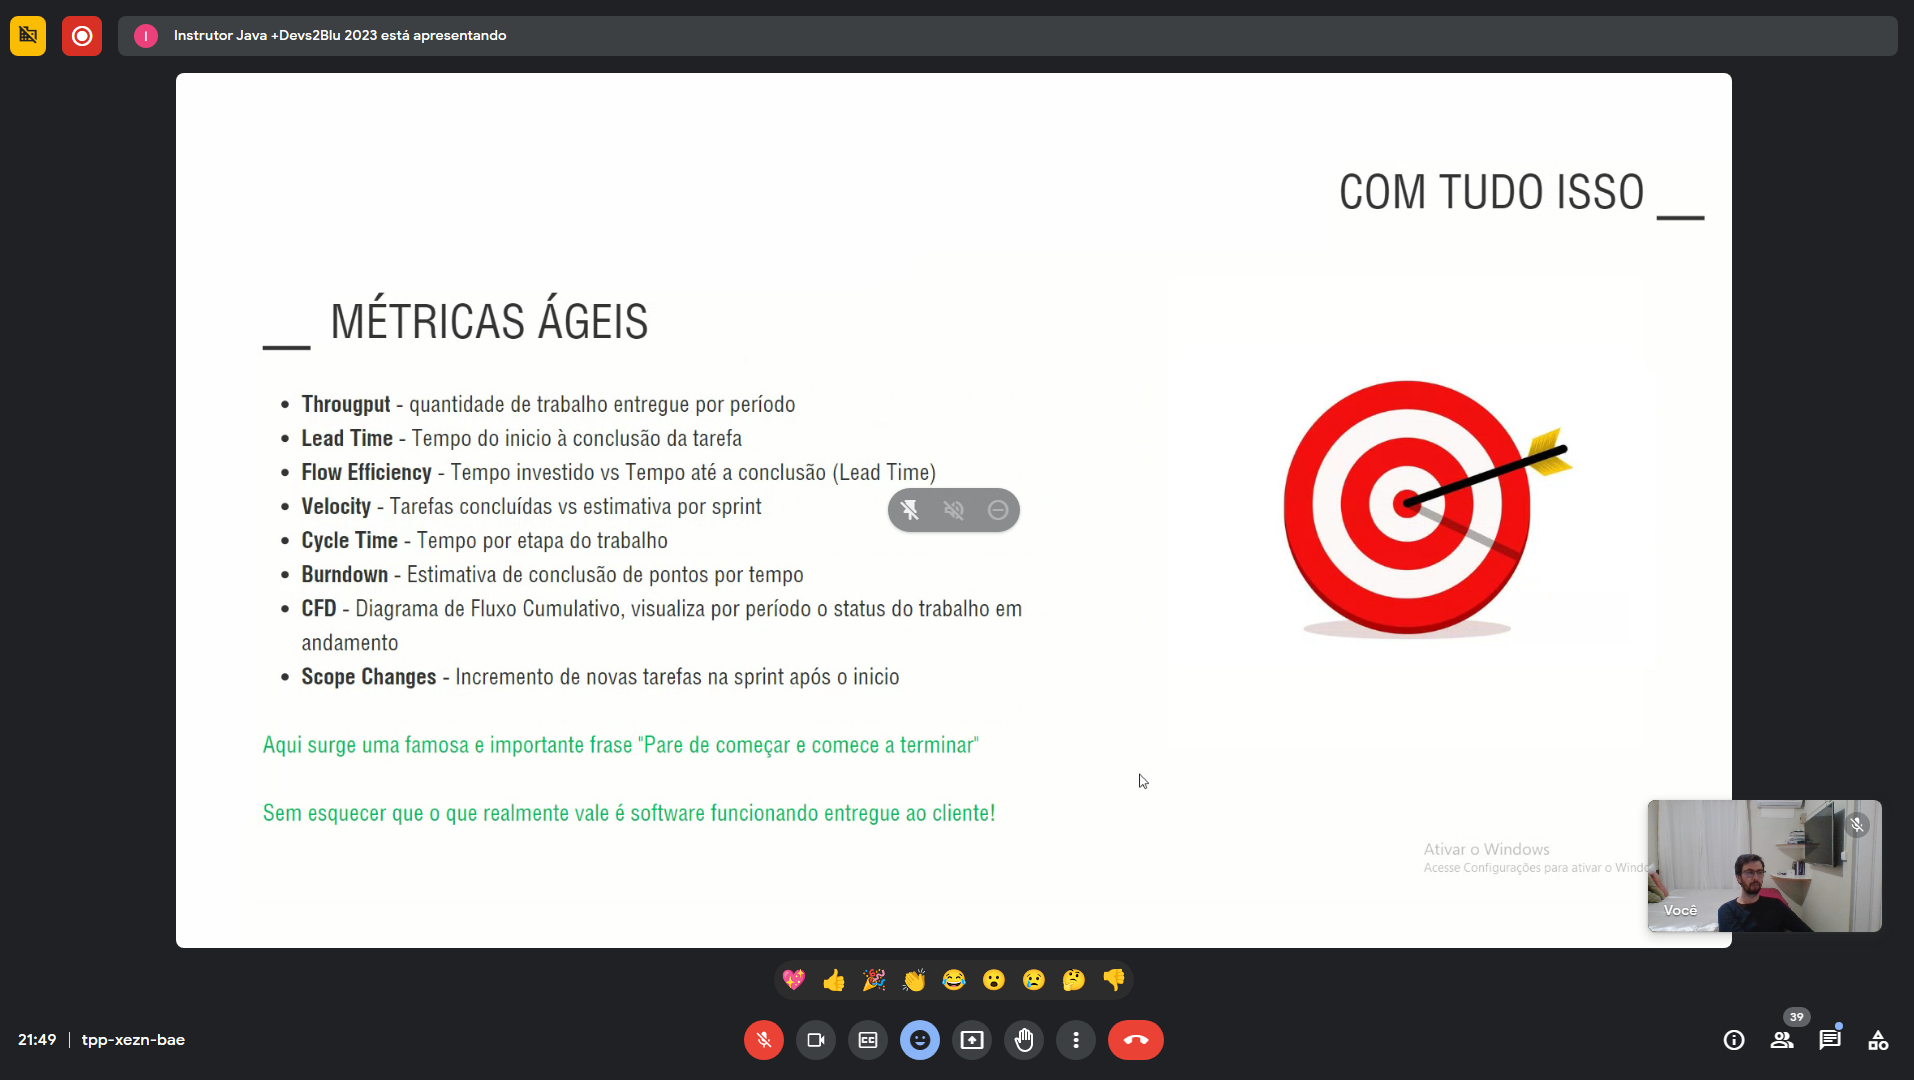 I Instrutor Java +Devs2Blu 2023 está apresentando
COM TUDO ISSO __
__ MÉTRICAS ÁGEIS
• Througput - quantidade de trabalho entregue por período
• Lead Time - Tempo do inicio à conclusão da tarefa
• Flow Efficiency - Tempo investido vs Tempo até a conclusão (Lead Time)
• Velocity - Tarefas concluídas vs estimativa por sprint
• Cycle Time - Tempo por etapa do trabalho
• Burndown - Estimativa de conclusão de pontos por tempo
• CFD - Diagrama de Fluxo Cumulativo, visualiza por período o status do trabalho em
andamento
• Scope Changes - Incremento de novas tarefas na sprint após o inicio
Aqui surge uma famosa e importante frase "Pare de começar e comece a terminar"
Sem esquecer que o que realmente vale é software funcionando entregue ao cliente!
Ativar o Windows
Acesse Configurações para ativar o
Você
21:49 | tpp-xezn-bae
39